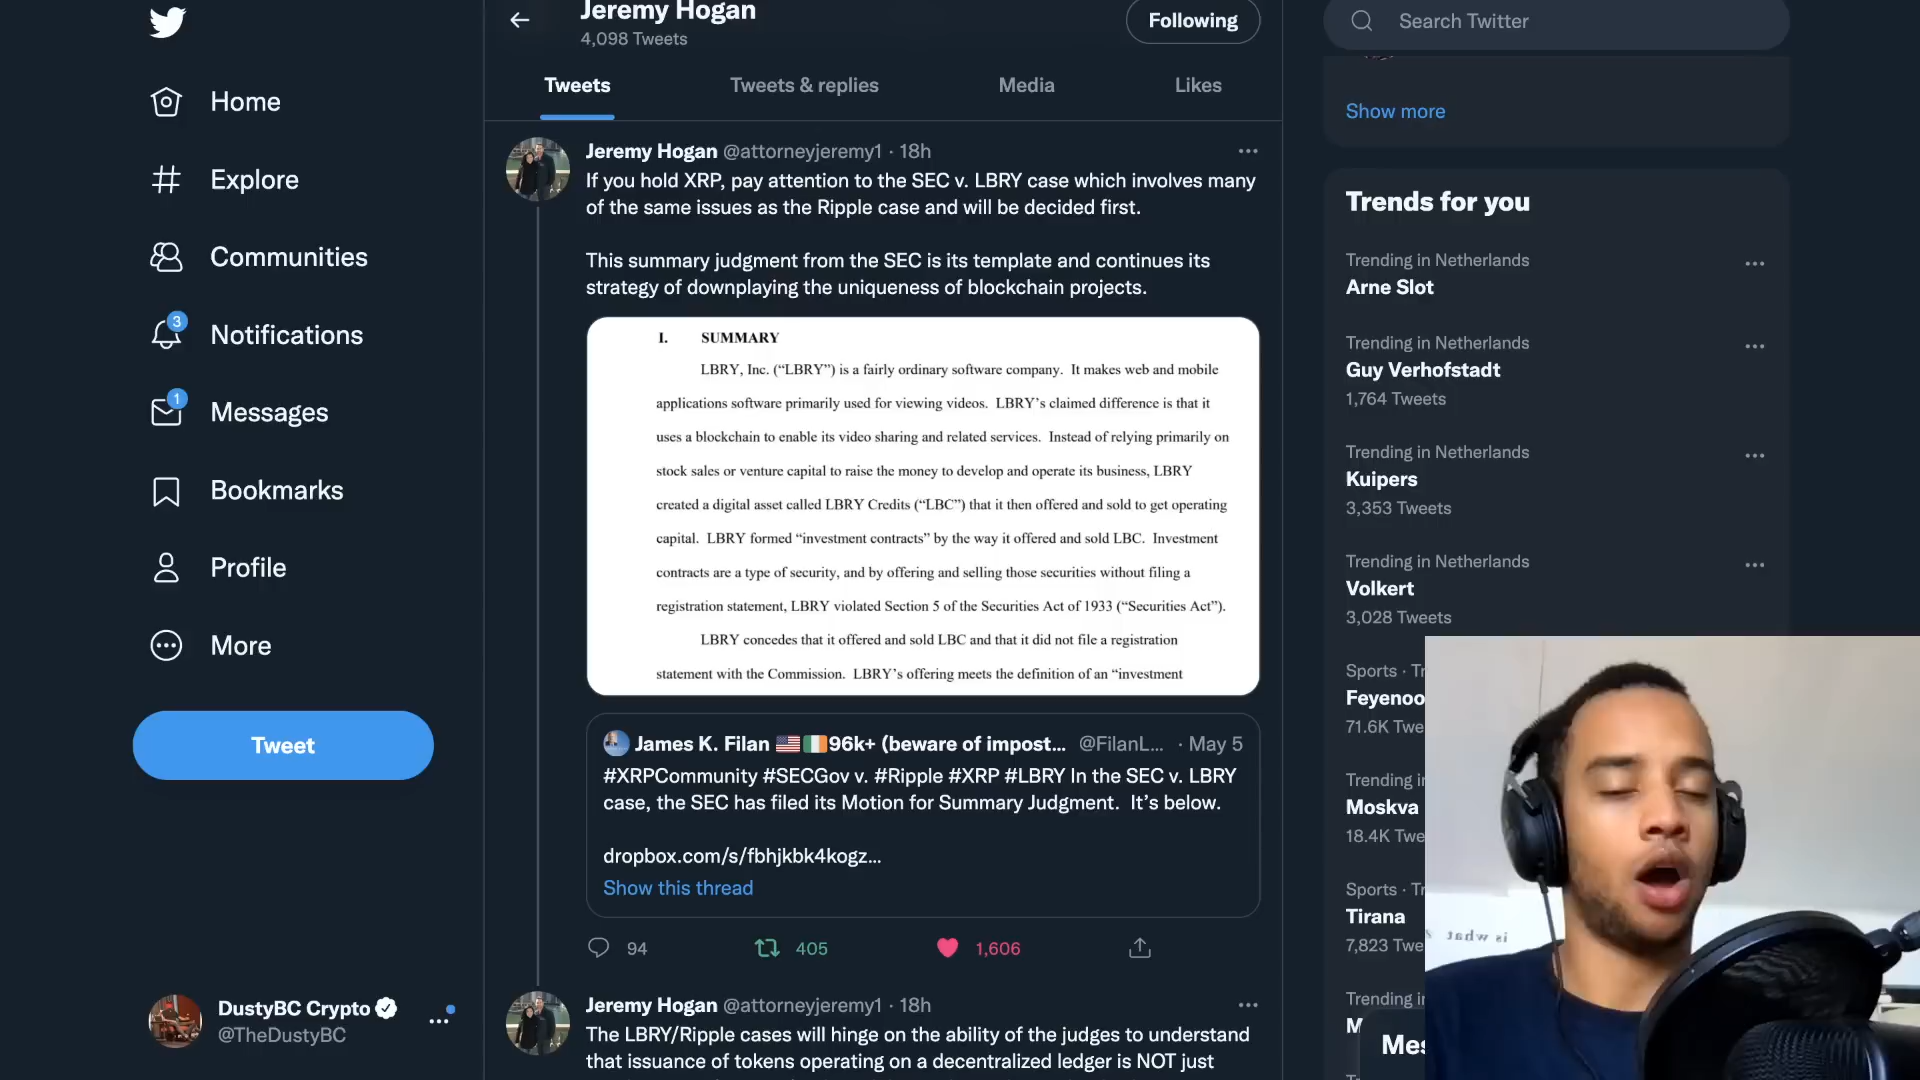 Home
Explore
Communities
3
Notifications
1
Messages
Bookmarks
Profile
More
Tweet
DustyBC Crypto
@TheDustyBC
Jeremy Hogan
4,098 Tweets
Following
Tweets
Tweets & replies
Media
Likes
Jeremy Hogan @attorneyjeremy1 · 18h
If you hold XRP, pay attention to the SEC v. LBRY case which involves many
of the same issues as the Ripple case and will be decided first.
This summary judgment from the SEC is its template and continues its
strategy of downplaying the uniqueness of blockchain projects.
I. SUMMARY
LBRY, Inc. (“LBRY”) is a fairly ordinary software company. It makes web and mobile
applications software primarily used for viewing videos. LBRY’s claimed difference is that it
uses a blockchain to enable its video sharing and related services. Instead of relying primarily on
stock sales or venture capital to raise the money to develop and operate its business, LBRY
created a digital asset called LBRY Credits (“LBC”) that it then offered and sold to get operating
capital. LBRY formed “investment contracts” by the way it offered and sold LBC. Investment
contracts are a type of security, and by offering and selling those securities without filing a
registration statement, LBRY violated Section 5 of the Securities Act of 1933 (“Securities Act”).
LBRY concedes that it offered and sold LBC and that it did not file a registration
statement with the Commission. LBRY’s offering meets the definition of an “investment
James K. Filan 🇺🇸🇮🇪96k+ (beware of impost... @FilanL... · May 5
#XRPCommunity #SECGov v. #Ripple #XRP #LBRY In the SEC v. LBRY
case, the SEC has filed its Motion for Summary Judgment. It’s below.
dropbox.com/s/fbhjkbk4kogz...
Show this thread
94
405
1,606
Jeremy Hogan @attorneyjeremy1 · 18h
The LBRY/Ripple cases will hinge on the ability of the judges to understand
that issuance of tokens operating on a decentralized ledger is NOT just
Search Twitter
Show more
Trends for you
Trending in Netherlands
Arne Slot
Trending in Netherlands
Guy Verhofstadt
1,764 Tweets
Trending in Netherlands
Kuipers
3,353 Tweets
Trending in Netherlands
Volkert
3,028 Tweets
Sports · Tr
Feyenoo
71.6K Twe
Trending i
Moskva
18.4K Twe
Sports · Tr
Tirana
7,823 Twe
Trending i
M
Mes
is what